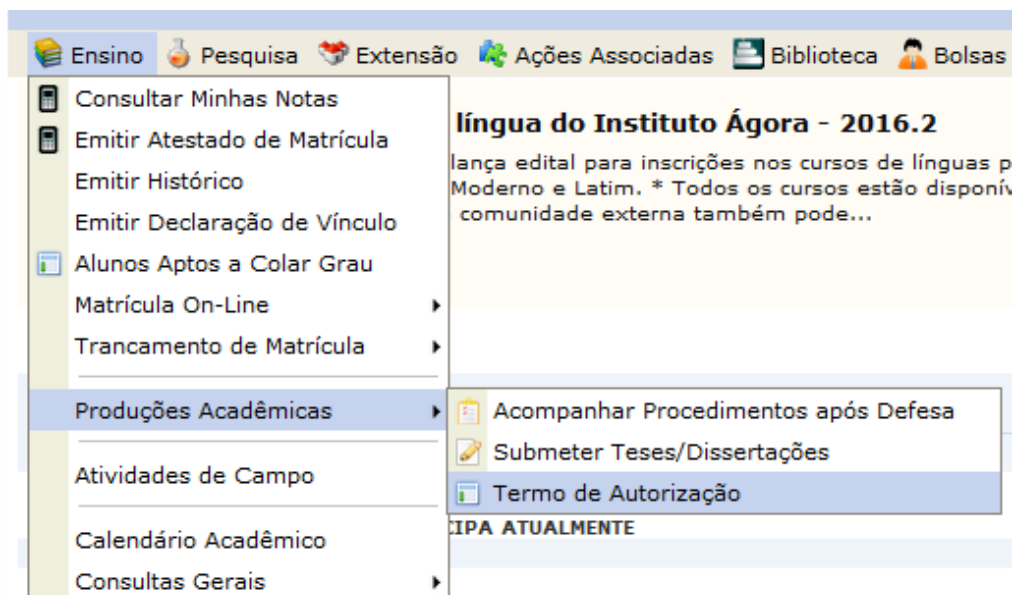 Ensino Pesquisa Extensão Ações Associadas Biblioteca Bolsas
Consultar Minhas Notas
Emitir Atestado de Matrícula
Emitir Histórico
Emitir Declaração de Vínculo
Alunos Aptos a Colar Grau
Matrícula On-Line
Trancamento de Matrícula
Produções Acadêmicas
Atividades de Campo
Calendário Acadêmico
Consultas Gerais
língua do Instituto Ágora - 2016.2
lança edital para inscrições nos cursos de línguas p
Moderno e Latim. * Todos os cursos estão disponív
comunidade externa também pode...
Acompanhar Procedimentos após Defesa
Submeter Teses/Dissertações
Termo de Autorização
CIPA ATUALMENTE